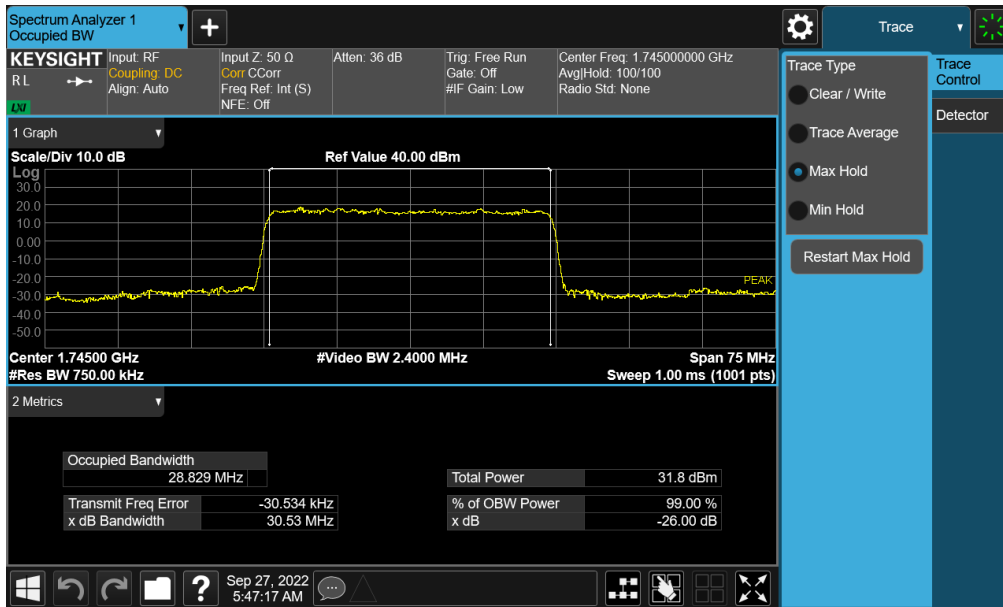 Spectrum Analyzer 1
Occupied BW
+
Trace
KEYSIGHT
R L
LXI
Input: RF
Coupling: DC
Align: Auto
Input Z: 50 Ω
Corr CCorr
Freq Ref: Int (S)
NFE: Off
Atten: 36 dB
Trig: Free Run
Gate: Off
#IF Gain: Low
Center Freq: 1.745000000 GHz
Avg|Hold: 100/100
Radio Std: None
Trace Type
Clear / Write
Trace Average
Max Hold
Min Hold
Restart Max Hold
Trace
Control
Detector
1 Graph
Scale/Div 10.0 dB
Ref Value 40.00 dBm
Log
30.0
20.0
10.0
0.00
-10.0
-20.0
-30.0
-40.0
-50.0
PEAK
Center 1.74500 GHz
#Video BW 2.4000 MHz
Span 75 MHz
#Res BW 750.00 kHz
Sweep 1.00 ms (1001 pts)
2 Metrics
Occupied Bandwidth
28.829 MHz
Total Power 31.8 dBm
Transmit Freq Error -30.534 kHz
% of OBW Power 99.00 %
x dB Bandwidth 30.53 MHz
x dB -26.00 dB
?
Sep 27, 2022
5:47:17 AM